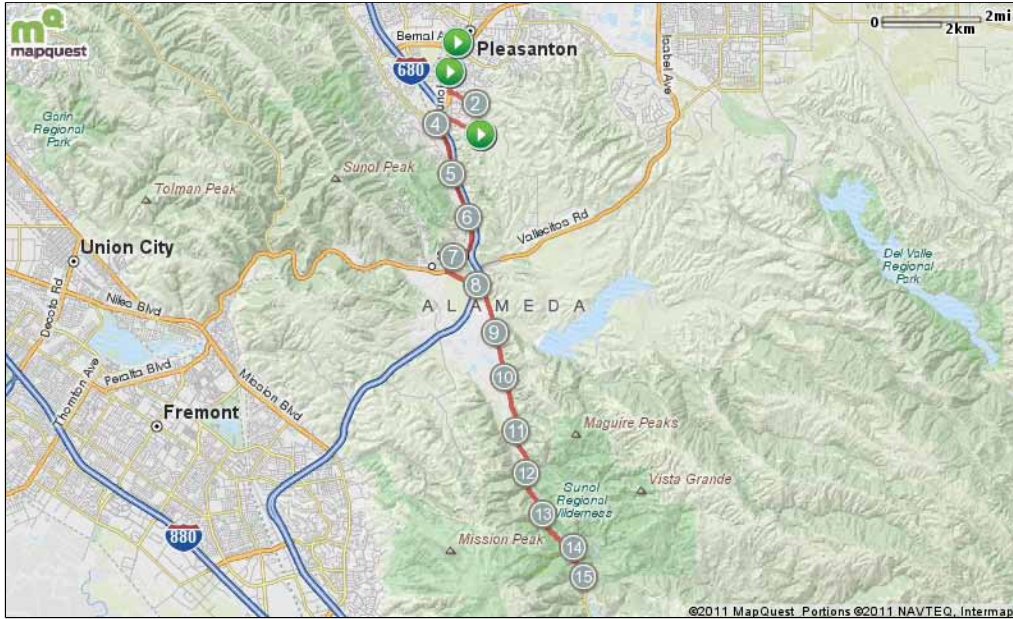 mapquest
0 2mi
2km
Bernal A
Pleasanton
680
Isabel Ave
Garin
Regional
Park
2
4
Sunol Peak
5
Tolman Peak
6
Vallecitos Rd
Union City
7
Del Valle
Regional
Park
8
Decoto Rd
Niles Blvd
ALAMEDA
9
Peralta Blvd
Thornton Ave
Mission Blvd
10
Fremont
11
Maguire Peaks
12
Vista Grande
Sunol
Regional
Wilderness
13
880
Mission Peak
14
15
©2011 MapQuest Portions ©2011 NAVTEQ, Intermap